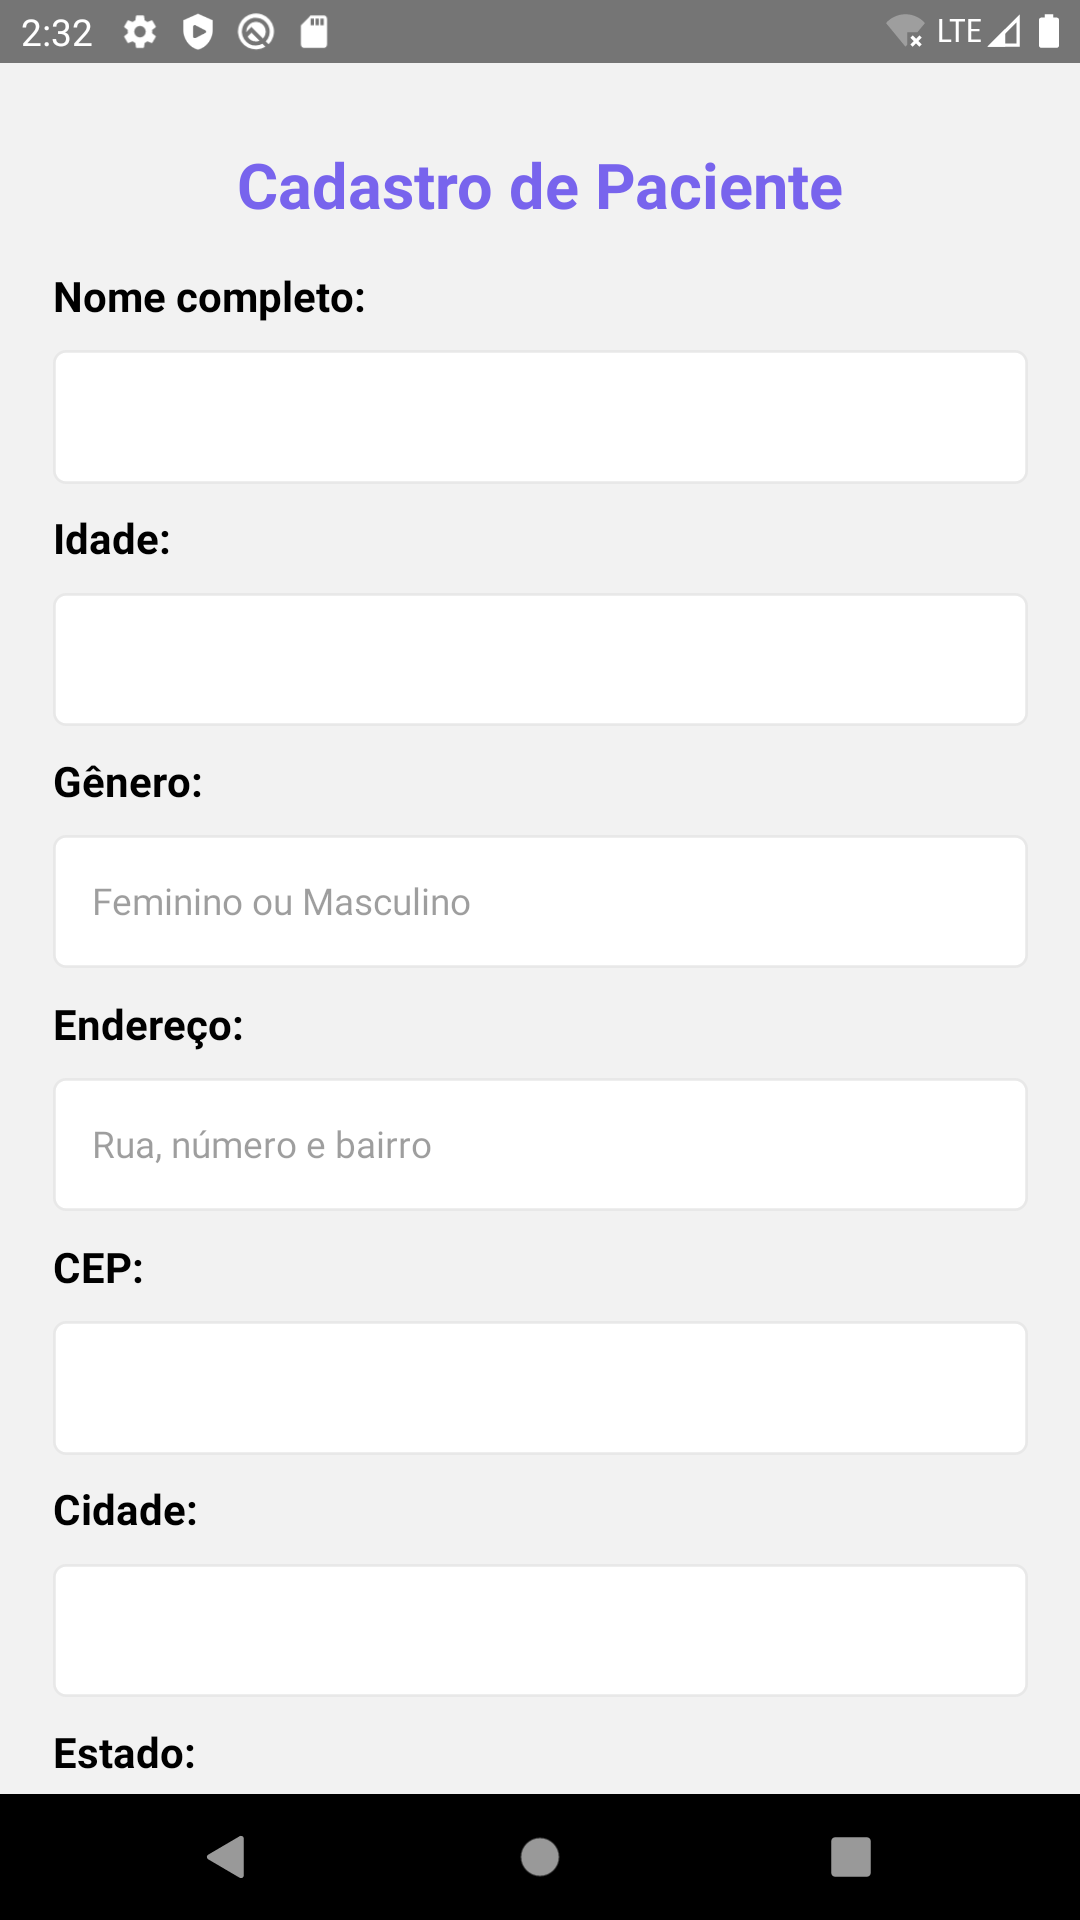 2:32
LTE
Cadastro de Paciente
Nome completo:
Idade:
Gênero:
Feminino ou Masculino
Endereço:
Rua, número e bairro
CEP:
Cidade:
Estado: